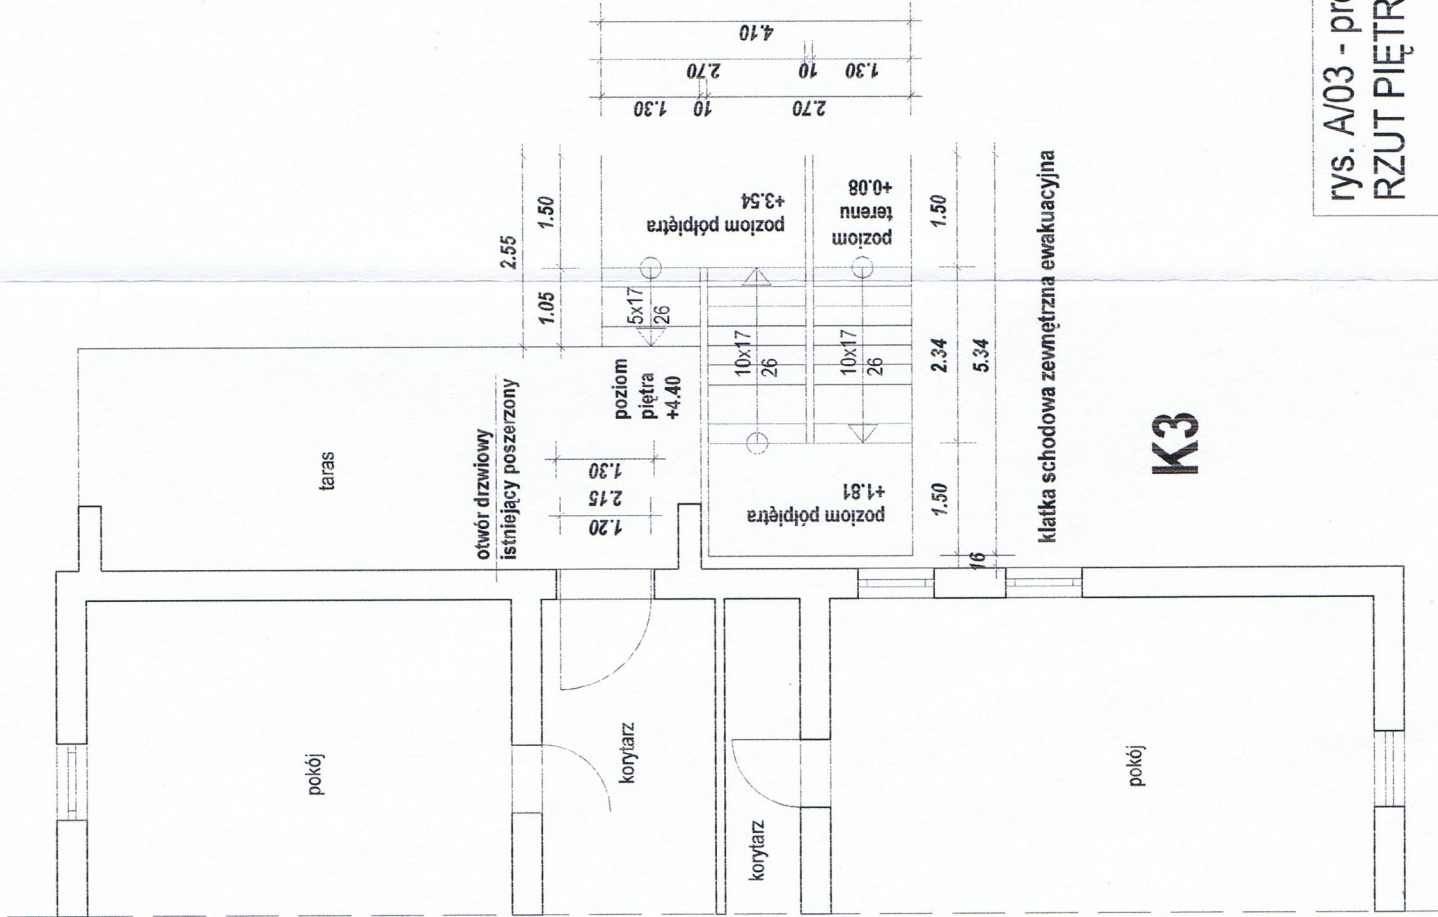 4.10
2.70
10
1.30
1.30
10
2.70
rys. A/03 - pro
RZUT PIĘTR
2.55
1.50
1.05
poziom półpiętra
+3.54
poziom
terenu
+0.08
1.50
2.34
5.34
1.50
16
5x17
26
10x17
26
10x17
26
klatka schodowa zewnętrzna ewakuacyjna
K3
taras
otwór drzwiowy
istniejący poszerzony
poziom
piętra
+4.40
1.30
2.15
1.20
poziom półpiętra
+1.81
pokój
korytarz
korytarz
pokój